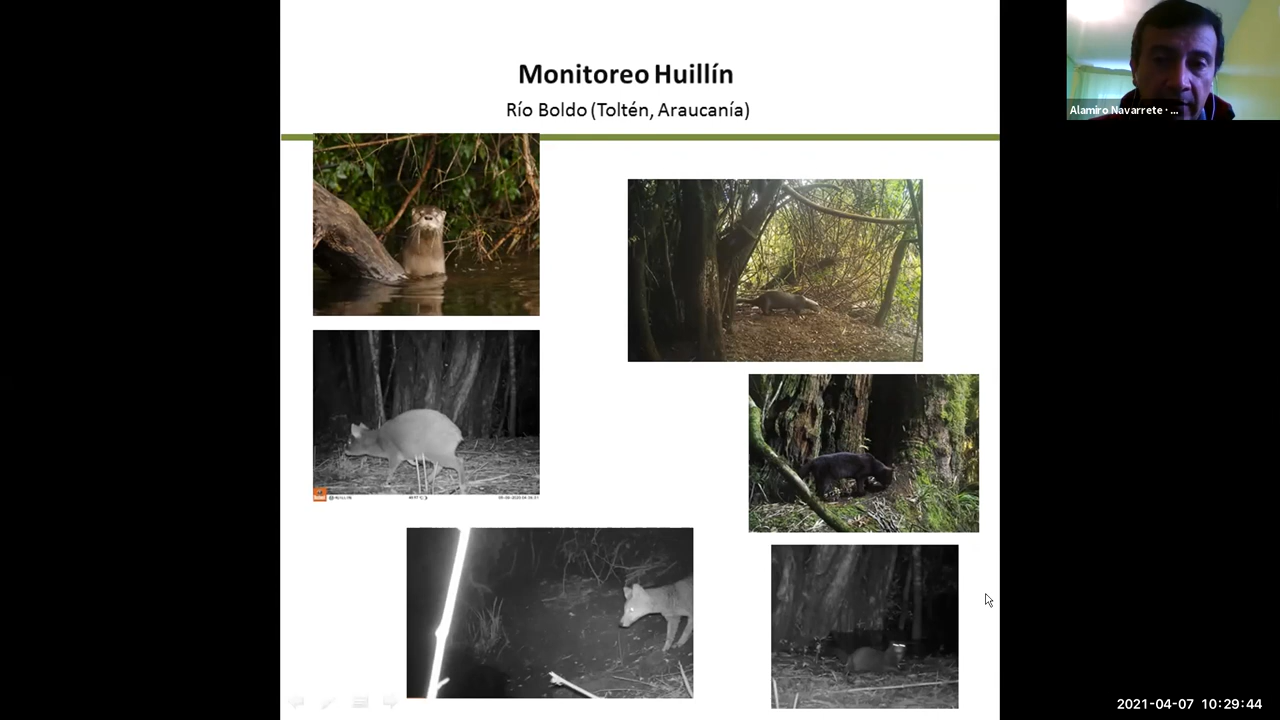 Monitoreo Huillín
Río Boldo (Toltén, Araucanía)
Alamiro Navarrete · ...
2021-04-07 10:29:44